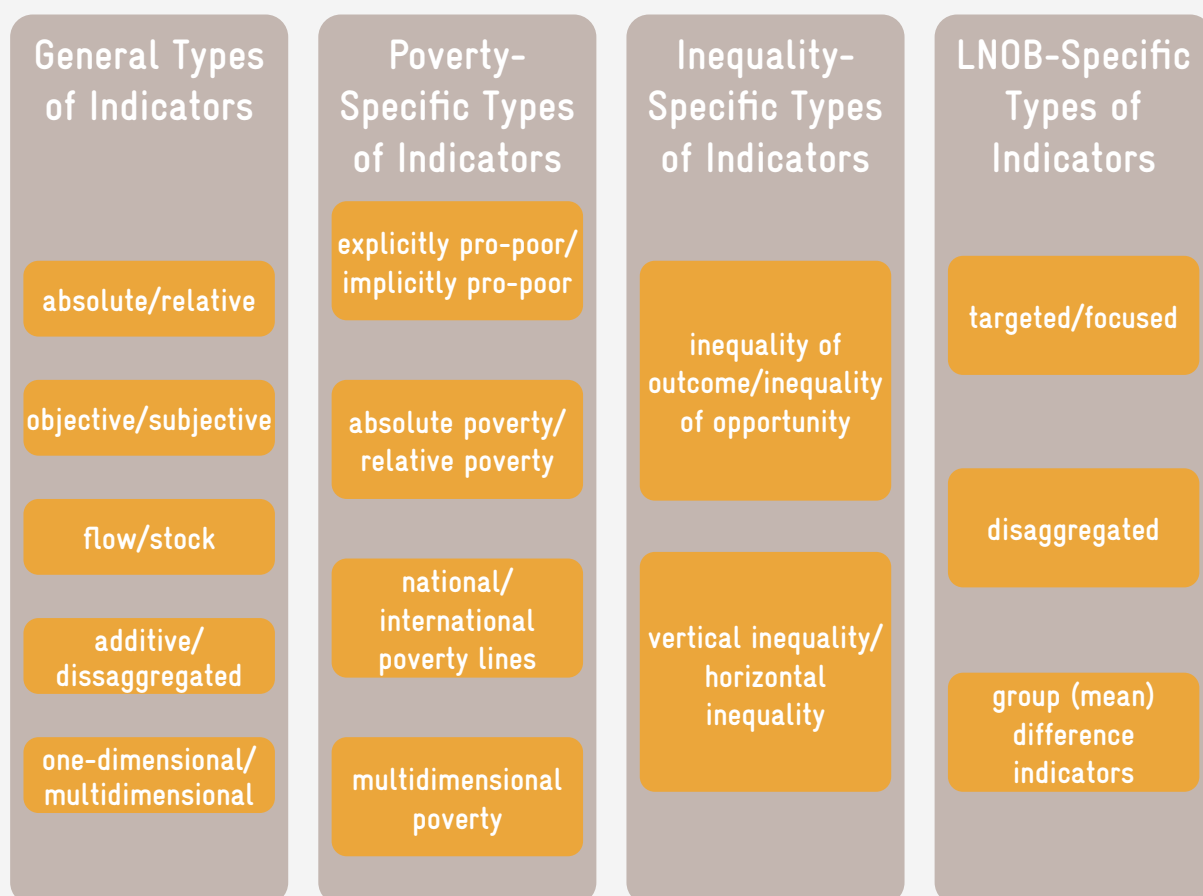 General Types
of Indicators
absolute/relative
objective/subjective
flow/stock
additive/
dissaggregated
one-dimensional/
multidimensional
Poverty-
Specific Types
of Indicators
explicitly pro-poor/
implicitly pro-poor
absolute poverty/
relative poverty
national/
international
poverty lines
multidimensional
poverty
Inequality-
Specific Types
of Indicators
inequality of
outcome/inequality
of opportunity
vertical inequality/
horizontal
inequality
LNOB-Specific
Types of
Indicators
targeted/focused
disaggregated
group (mean)
difference
indicators